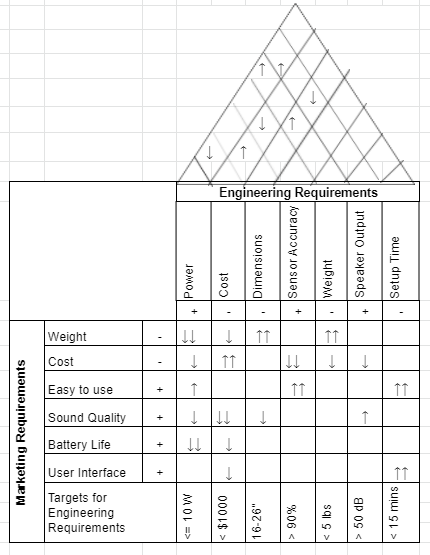 ↑ ↑
↓
↓ ↑
↓ ↑
Engineering Requirements
Power
Cost
Dimensions
Sensor Accuracy
Weight
Speaker Output
Setup Time
+ - - + - + -
Marketing Requirements
Weight - ↓↓ ↓ ↑↑ ↑↑
Cost - ↓ ↑↑ ↓↓ ↓ ↓
Easy to use + ↑ ↑↑ ↑↑
Sound Quality + ↓ ↓↓ ↓ ↑
Battery Life + ↓↓ ↓
User Interface + ↓ ↑↑
Targets for
Engineering
Requirements
<= 10 W
< $1000
16-26"
> 90%
< 5 lbs
> 50 dB
< 15 mins